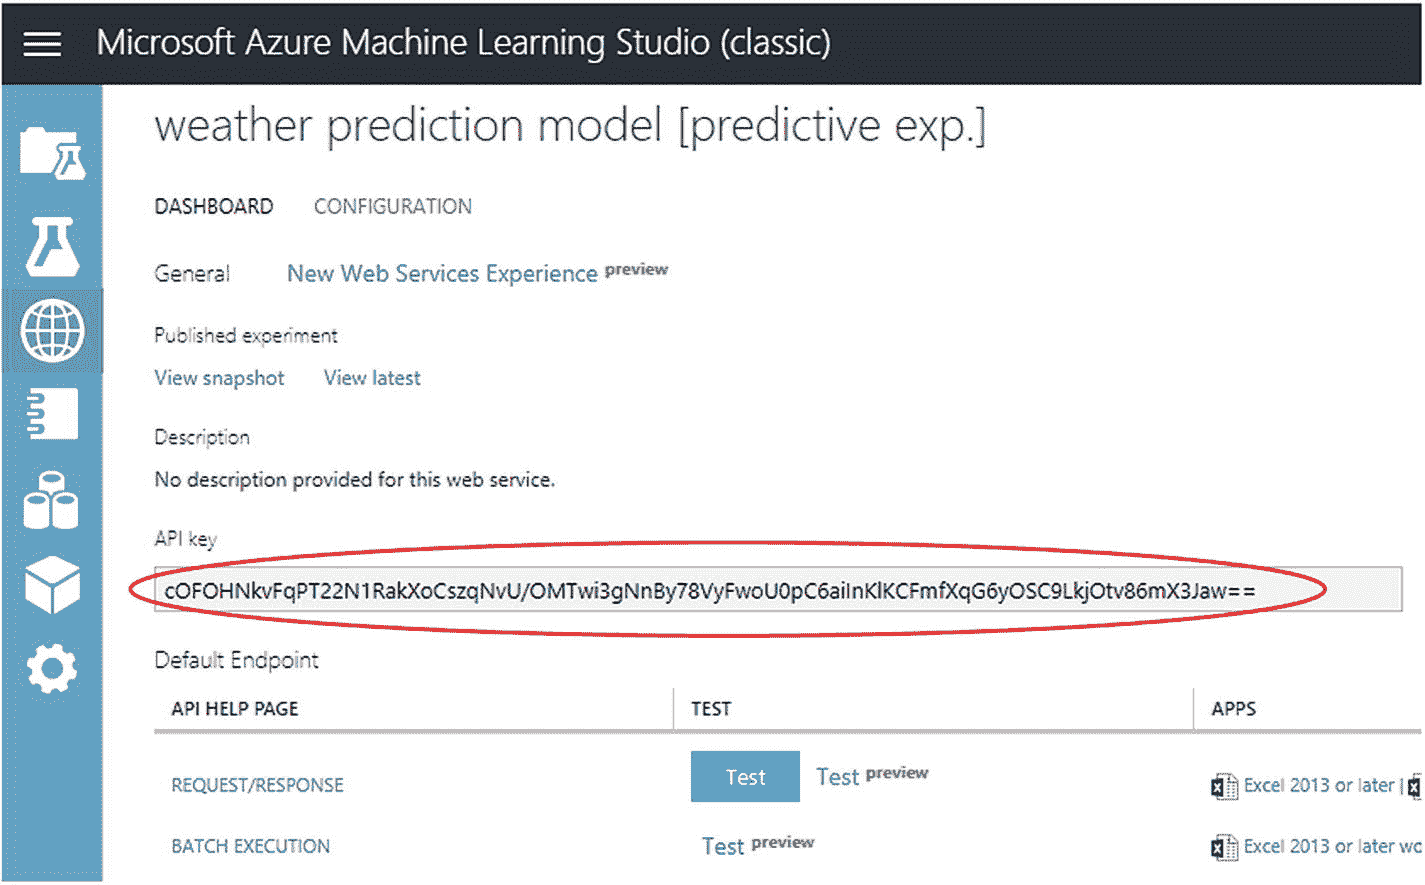 Microsoft Azure Machine Learning Studio (classic)
weather prediction model [predictive exp.]
DASHBOARD CONFIGURATION
General New Web Services Experience preview
Published experiment
View snapshot View latest
Description
No description provided for this web service.
API key
cOFOHNkvFqPT22N1RakXoCszqNvU/OMTwi3gNnBy78VyFwoU0pC6aiInKlKCFmfXqG6yOSC9LkjOtv86mX3Jaw==
Default Endpoint
API HELP PAGE TEST APPS
REQUEST/RESPONSE Test Test preview Excel 2013 or later |
BATCH EXECUTION Test preview Excel 2013 or later wo